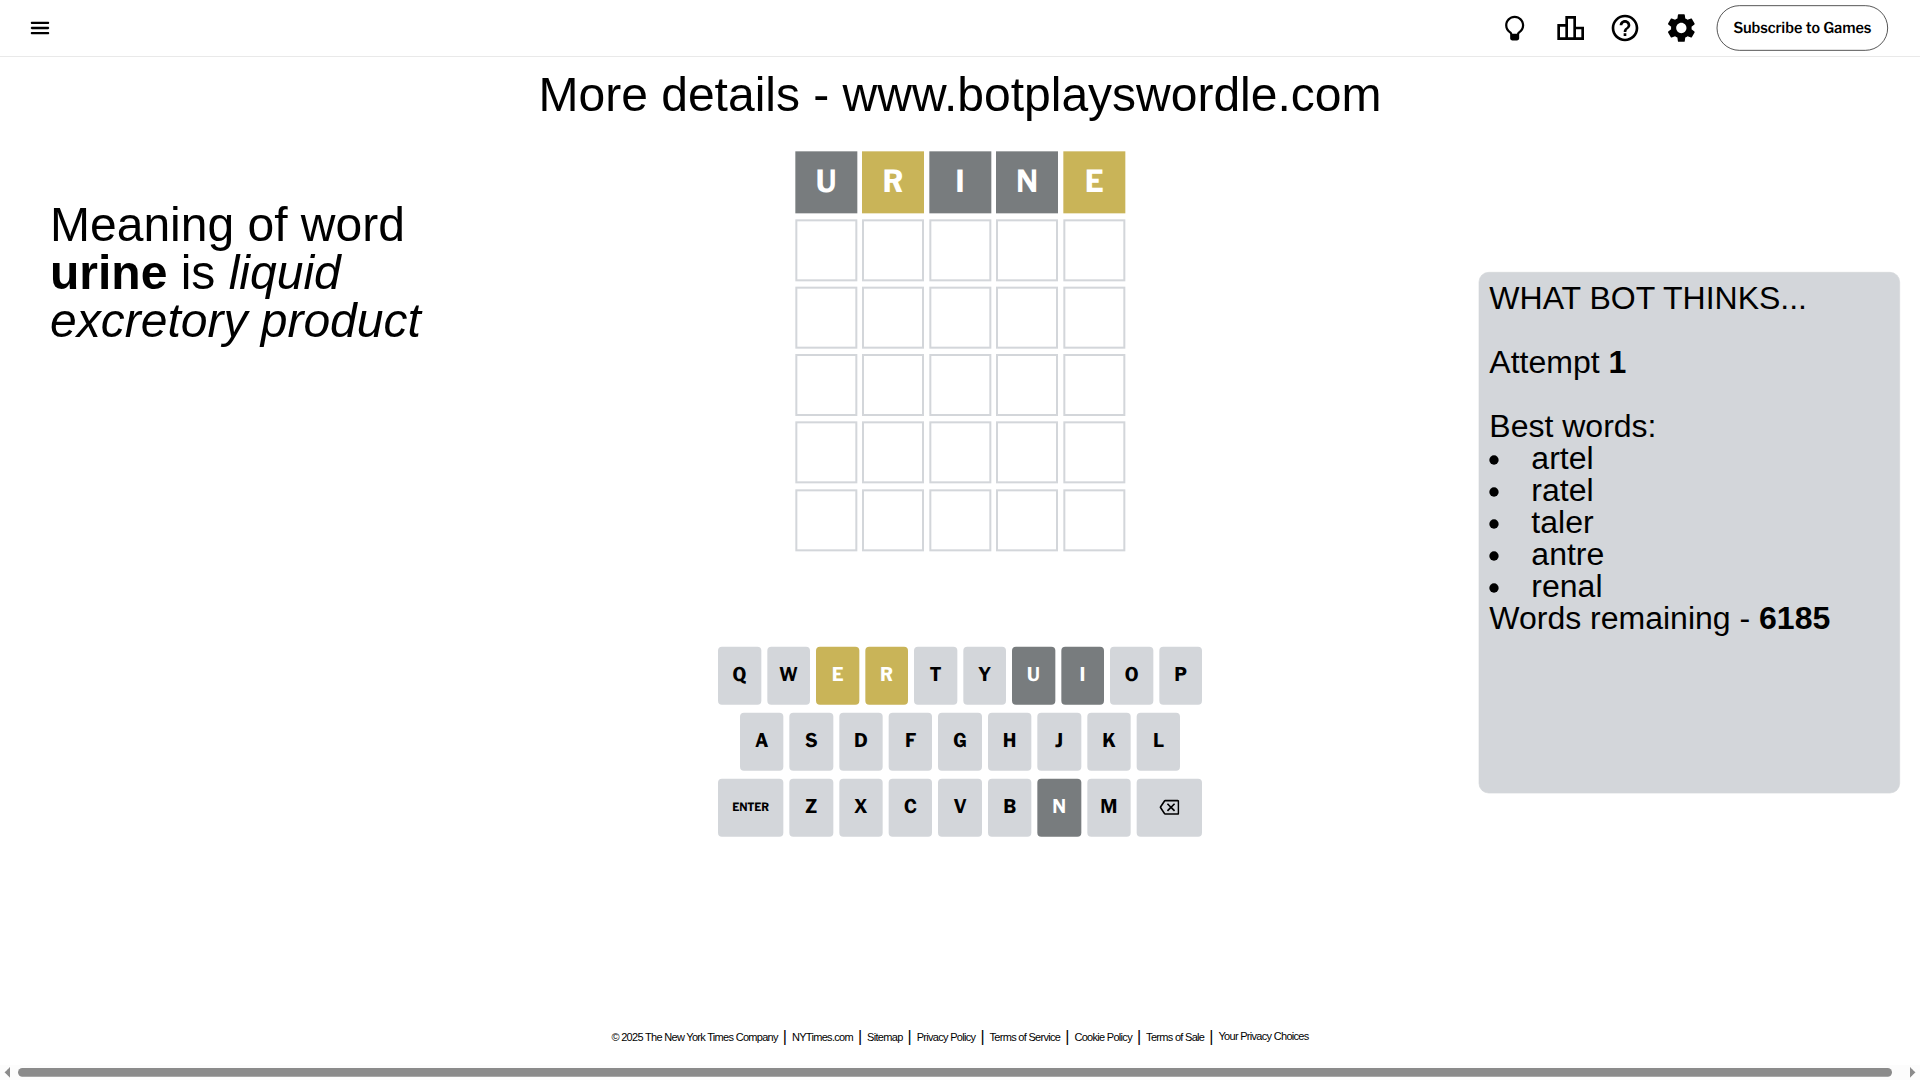 Subscribe to Games
More details - www.botplayswordle.com
U R I N E
Meaning of word
urine is liquid
excretory product
WHAT BOT THINKS...
Attempt 1
Best words:
• artel
• ratel
• taler
• antre
• renal
Words remaining - 6185
Q W E R T Y U I O P
A S D F G H J K L
ENTER Z X C V B N M
© 2025 The New York Times Company | NYTimes.com | Sitemap | Privacy Policy | Terms of Service | Cookie Policy | Terms of Sale | Your Privacy Choices